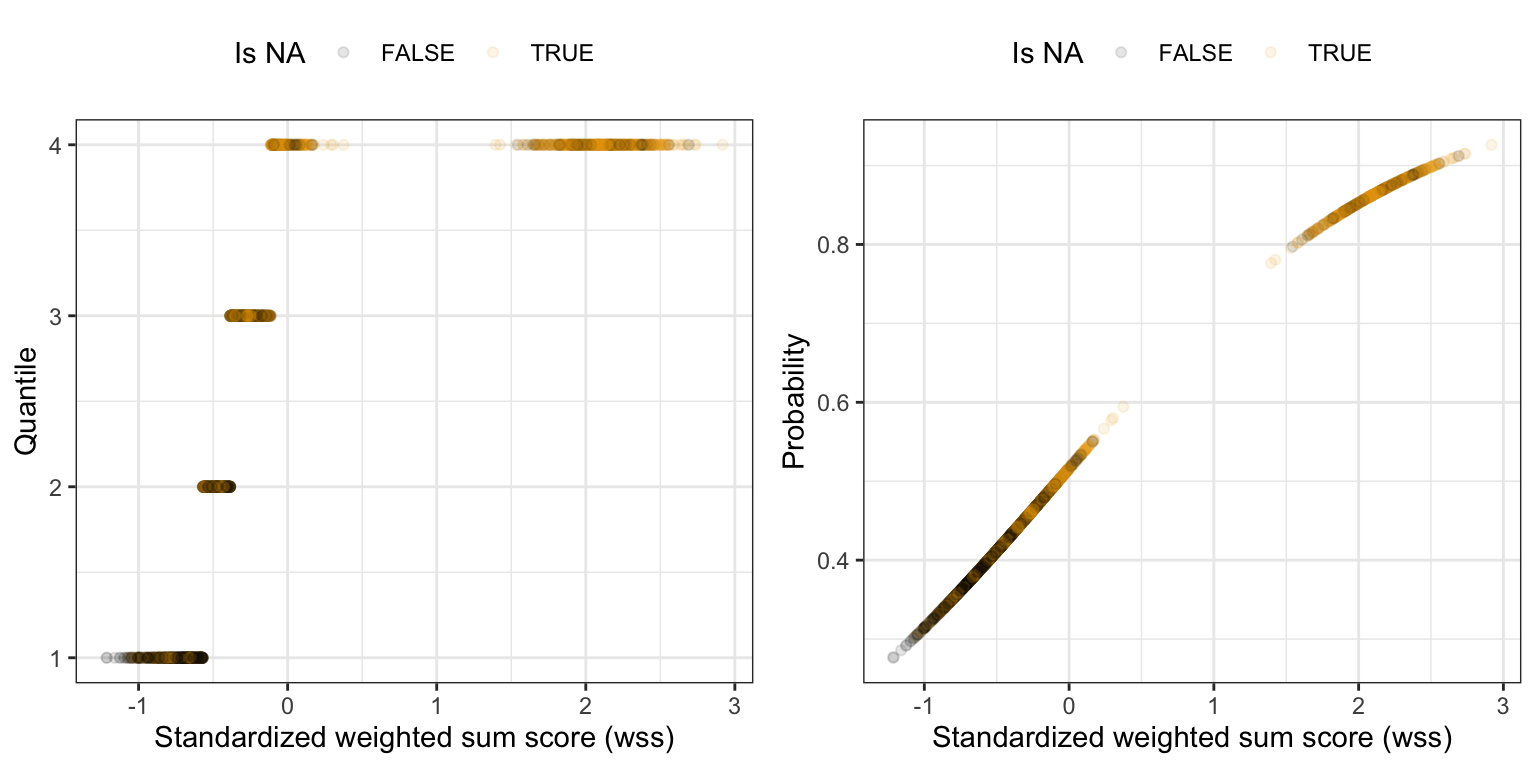 Is NA FALSE TRUE
4
3
2
1
Quantile
-1 0 1 2 3
Standardized weighted sum score (wss)
Is NA FALSE TRUE
0.8
0.6
0.4
Probability
-1 0 1 2 3
Standardized weighted sum score (wss)